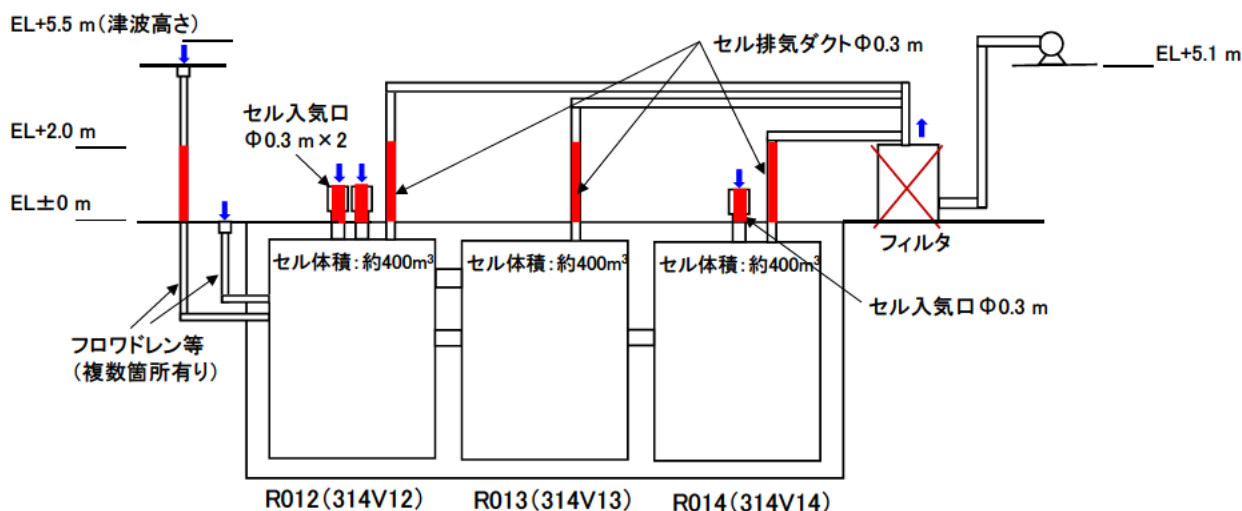 EL+5.5 m(津波高さ)
セル排気ダクトΦ0.3 m
EL+5.1 m
セル入気口
Φ0.3 m×2
EL+2.0 m
EL±0 m
フィルタ
セル体積:約400m³
セル体積:約400m³
セル体積:約400m³
セル入気口Φ0.3 m
フロワドレン等
(複数箇所有り)
R012(314V12)
R013(314V13)
R014(314V14)